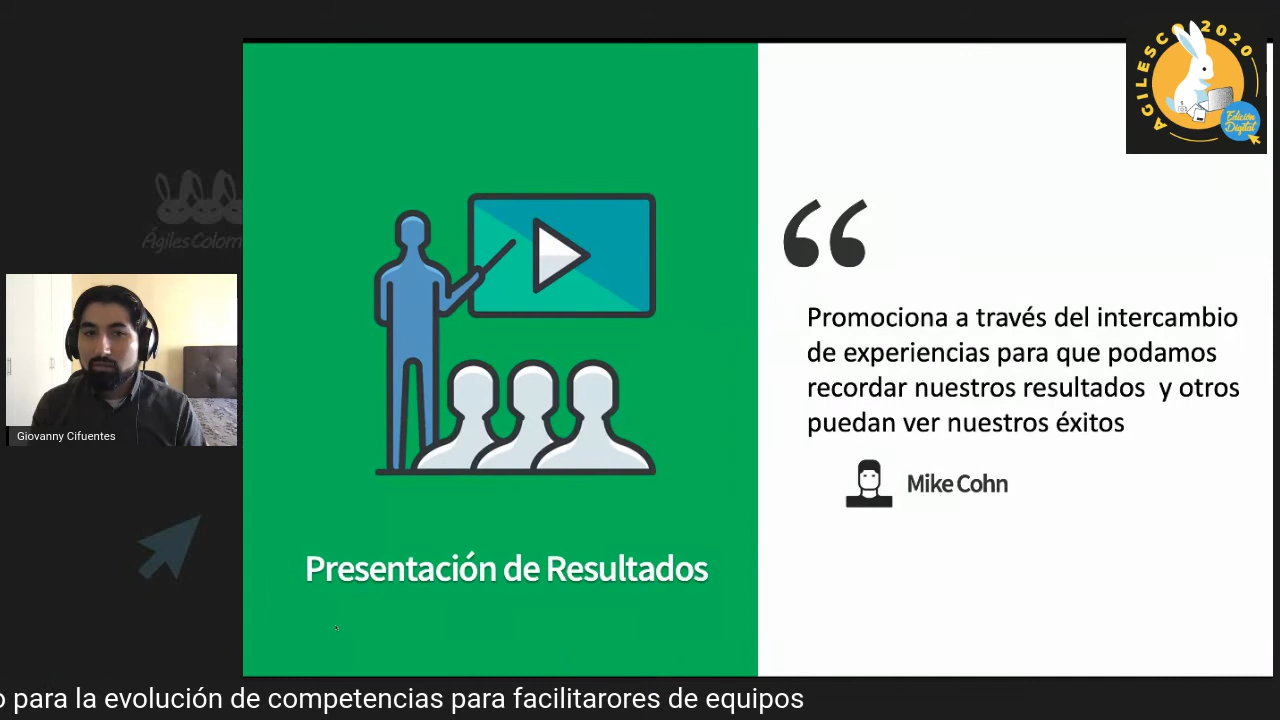 AGILESCO 2020
Edición
Digital
Ágiles Colom
Promociona a través del intercambio
de experiencias para que podamos
recordar nuestros resultados y otros
puedan ver nuestros éxitos
Mike Cohn
Giovanny Cifuentes
Presentación de Resultados
o para la evolución de competencias para facilitarores de equipos